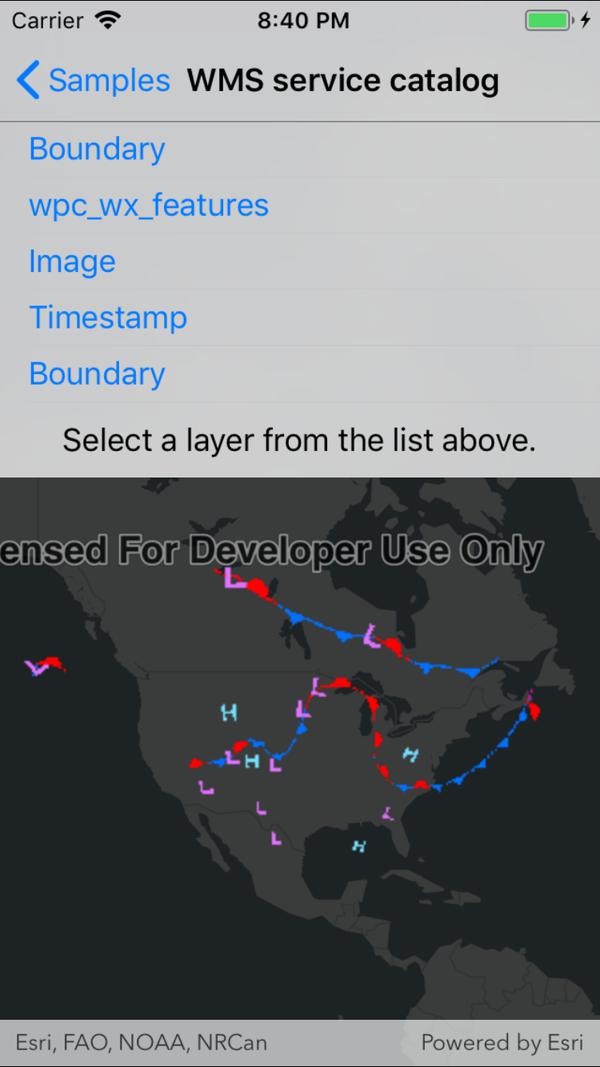 Carrier 8:40 PM
Samples WMS service catalog
Boundary
wpc_wx_features
Image
Timestamp
Boundary
Select a layer from the list above.
ensed For Developer Use Only
L
L
L
L
H
L
H
L
H
L
L
L
L
H
Esri, FAO, NOAA, NRCan Powered by Esri